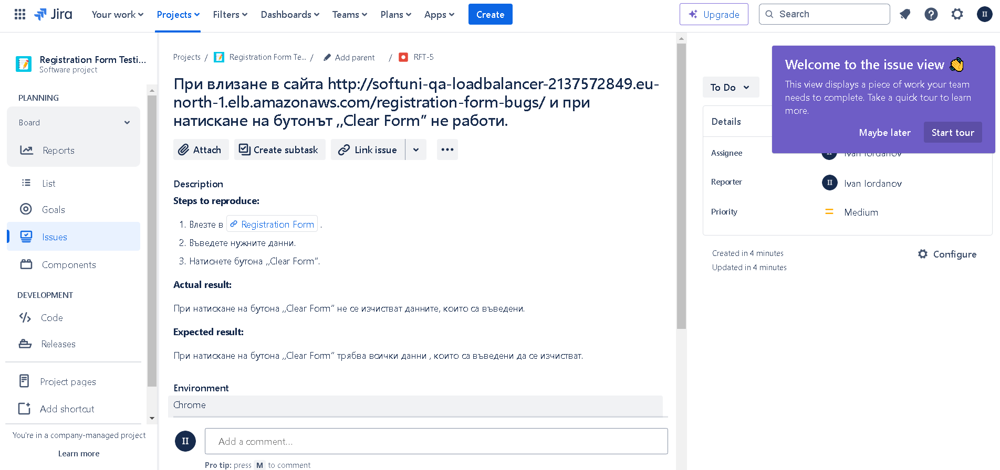 Jira
Your work
Projects
Filters
Dashboards
Teams
Plans
Apps
Create
Upgrade
Search
II
Registration Form Testi...
Software project
PLANNING
Board
Reports
List
Goals
Issues
Components
DEVELOPMENT
Code
Releases
Project pages
Add shortcut
You're in a company-managed project
Learn more
Projects / Registration Form Te... / Add parent / RFT-5
При влизане в сайта http://softuni-qa-loadbalancer-2137572849.eu-
north-1.elb.amazonaws.com/registration-form-bugs/ и при
натискане на бутонът ,,Clear Form” не работи.
Attach
Create subtask
Link issue
Description
Steps to reproduce:
1. Влезте в Registration Form .
2. Въведете нужните данни.
3. Натиснете бутона ,,Clear Form”.
Actual result:
При натискане на бутона ,,Clear Form” не се изчистват данните, които са въведени.
Expected result:
При натискане на бутона ,,Clear Form” трябва всички данни , които са въведени да се изчистват.
Environment
Chrome
II
Add a comment...
Pro tip: press M to comment
To Do
Welcome to the issue view
This view displays a piece of work your team
needs to complete. Take a quick tour to learn
more.
Maybe later
Start tour
Details
Assignee
II Ivan Iordanov
Reporter
II Ivan Iordanov
Priority
Medium
Created in 4 minutes
Updated in 4 minutes
Configure